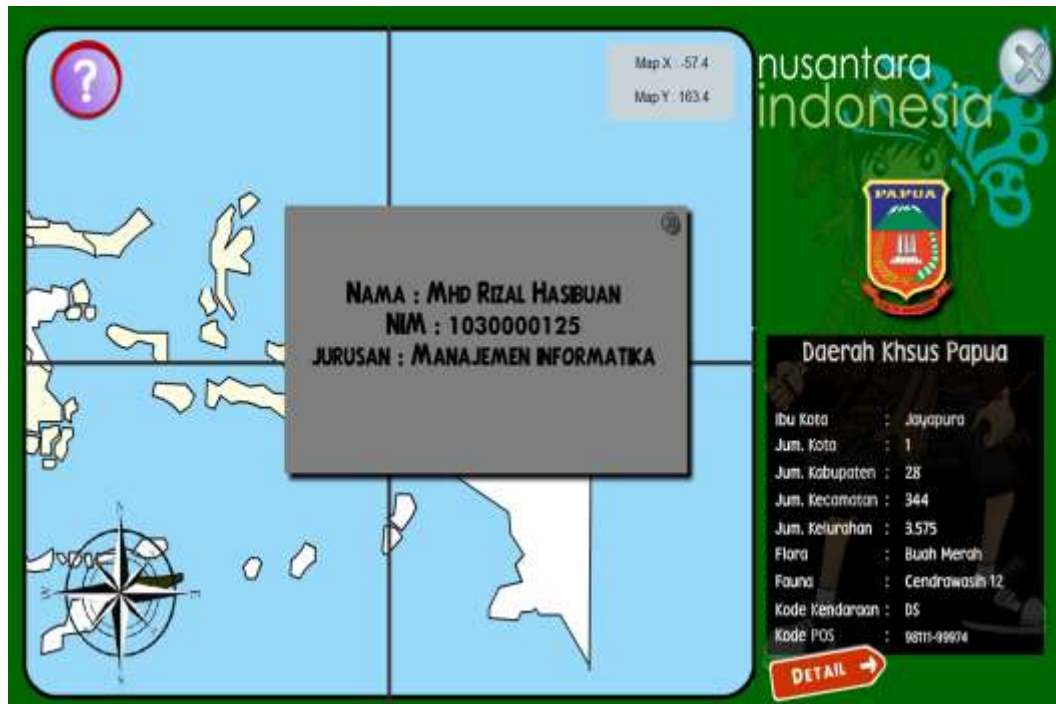 ?
Map X : -57.4
Map Y : 163.4
nusantara
indonesia
PAPUA
NAMA : MHD RIZAL HASIBUAN
NIM : 1030000125
JURUSAN : MANAJEMEN INFORMATIKA
Daerah Khsus Papua
Ibu Kota : Jayapura
Jum. Kota : 1
Jum. Kabupaten : 28
Jum. Kecamatan : 344
Jum. Kelurahan : 3.575
Flora : Buah Merah
Fauna : Cendrawasih 12
Kode Kendaraan : DS
Kode POS : 98111-99974
DETAIL